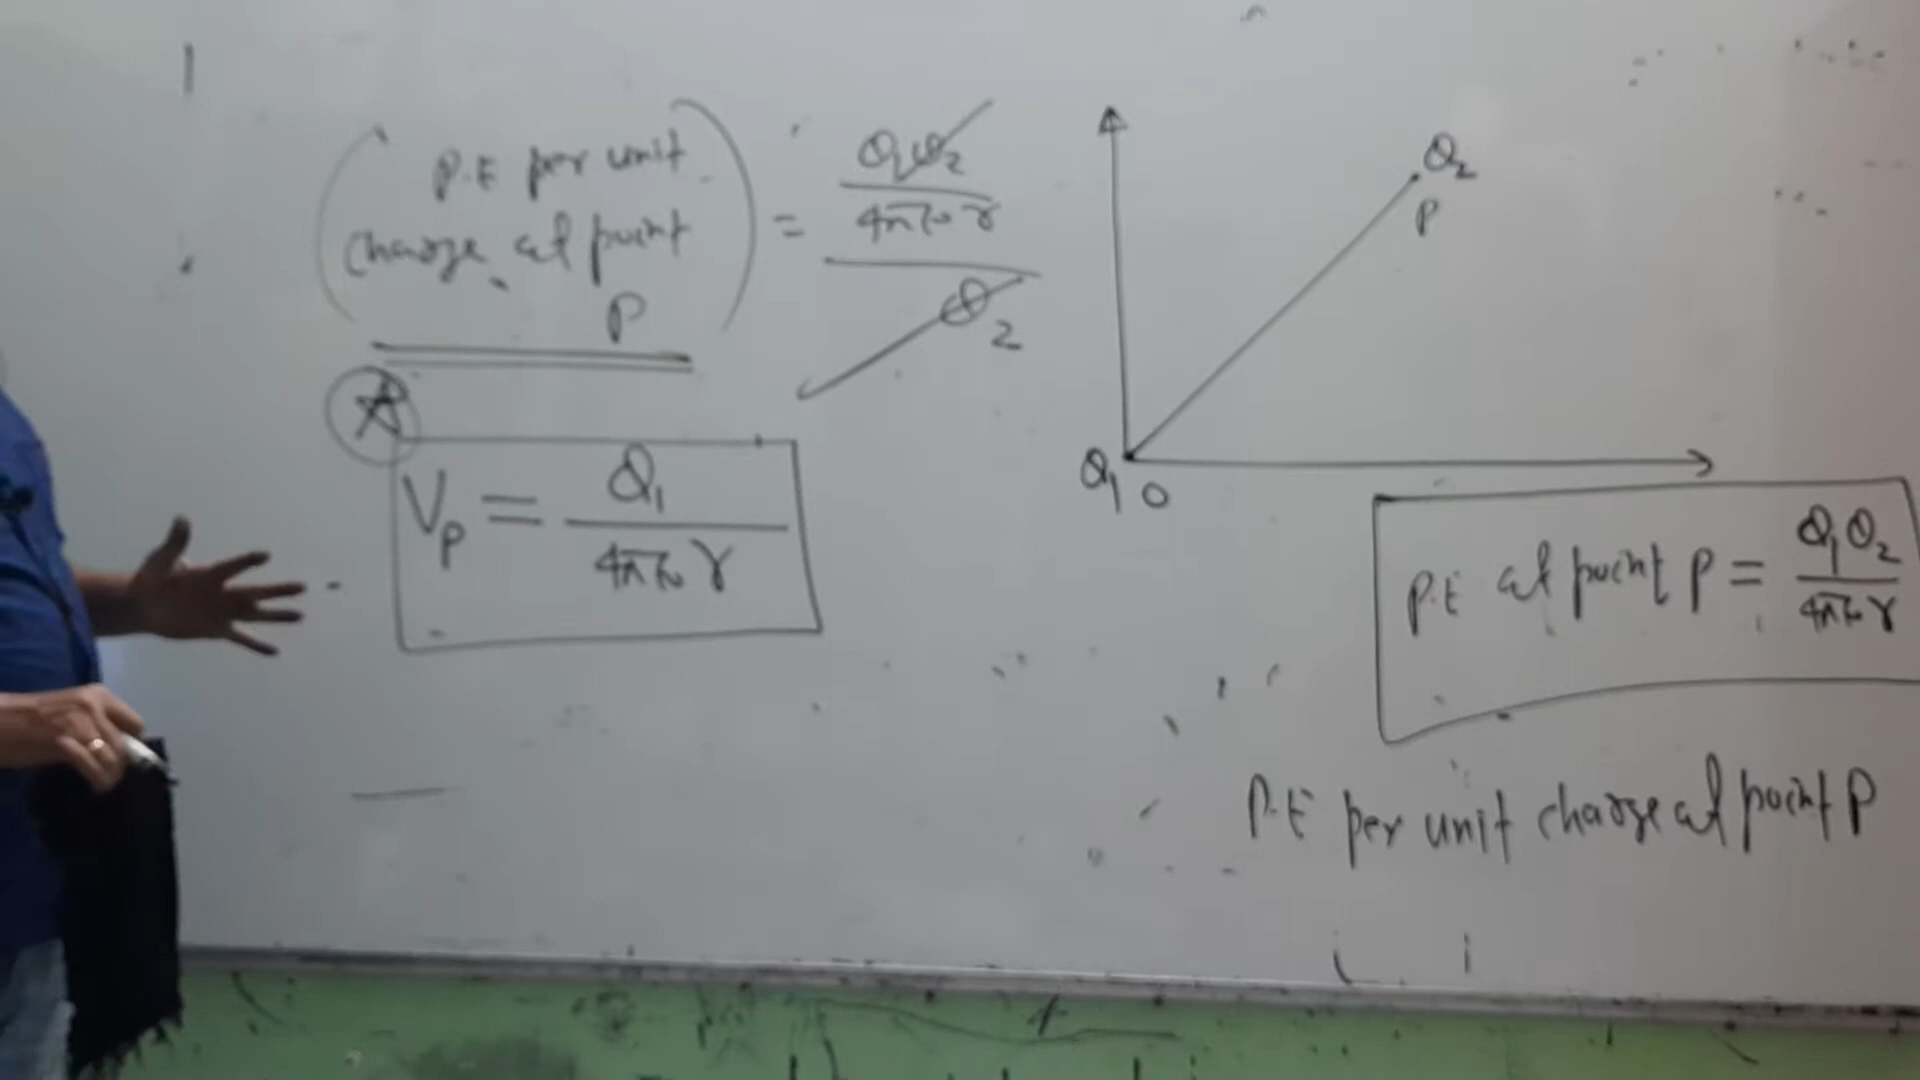 (P.E per unit charge at point P) = (Q₁Q₂ / 4πε₀r) / Q₂
Vₚ = Q₁ / 4πε₀r
Q₂
P
Q₁ O
P.E at point P = Q₁Q₂ / 4πε₀r
P.E per unit charge at point P